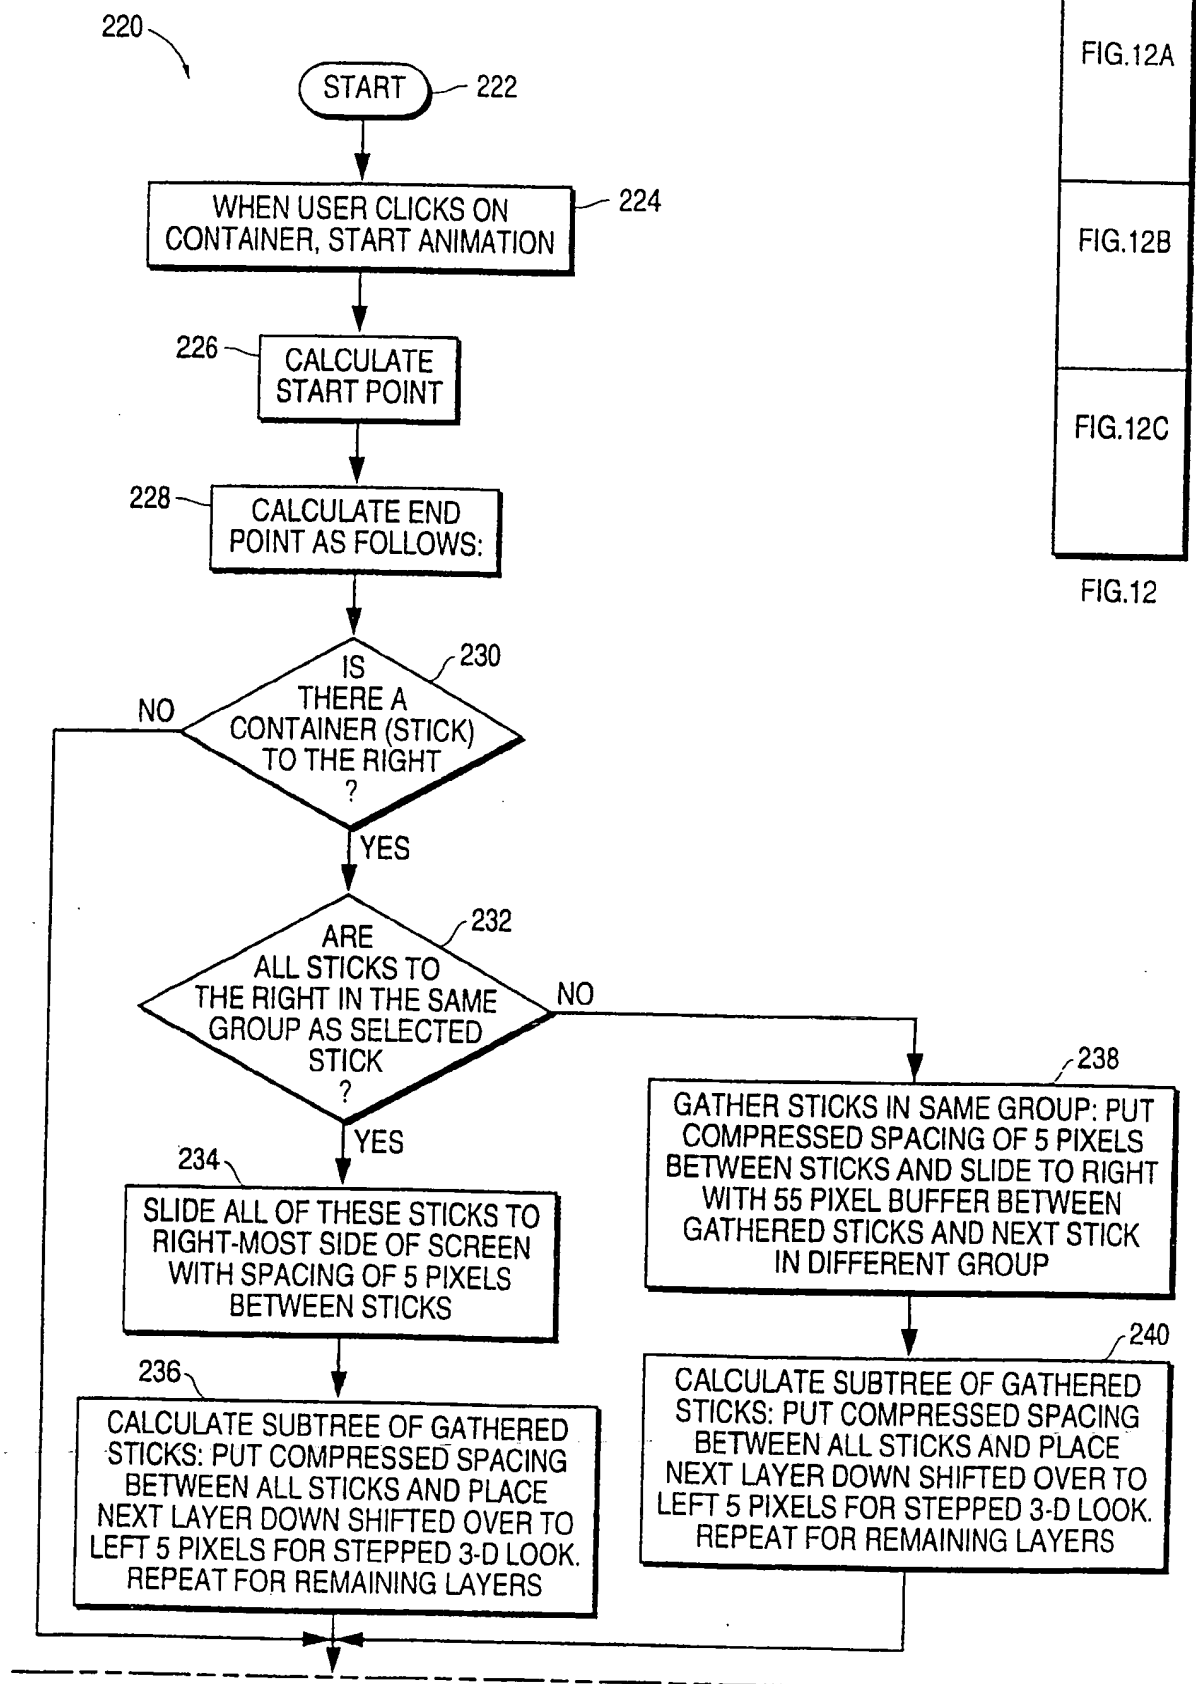 220
START
222
WHEN USER CLICKS ON
CONTAINER, START ANIMATION
224
226
CALCULATE
START POINT
228
CALCULATE END
POINT AS FOLLOWS:
230
IS
THERE A
CONTAINER (STICK)
TO THE RIGHT
?
NO
YES
232
ARE
ALL STICKS TO
THE RIGHT IN THE SAME
GROUP AS SELECTED
STICK
?
NO
YES
234
SLIDE ALL OF THESE STICKS TO
RIGHT-MOST SIDE OF SCREEN
WITH SPACING OF 5 PIXELS
BETWEEN STICKS
236
CALCULATE SUBTREE OF GATHERED
STICKS: PUT COMPRESSED SPACING
BETWEEN ALL STICKS AND PLACE
NEXT LAYER DOWN SHIFTED OVER TO
LEFT 5 PIXELS FOR STEPPED 3-D LOOK.
REPEAT FOR REMAINING LAYERS
238
GATHER STICKS IN SAME GROUP: PUT
COMPRESSED SPACING OF 5 PIXELS
BETWEEN STICKS AND SLIDE TO RIGHT
WITH 55 PIXEL BUFFER BETWEEN
GATHERED STICKS AND NEXT STICK
IN DIFFERENT GROUP
240
CALCULATE SUBTREE OF GATHERED
STICKS: PUT COMPRESSED SPACING
BETWEEN ALL STICKS AND PLACE
NEXT LAYER DOWN SHIFTED OVER TO
LEFT 5 PIXELS FOR STEPPED 3-D LOOK.
REPEAT FOR REMAINING LAYERS
FIG.12A
FIG.12B
FIG.12C
FIG.12